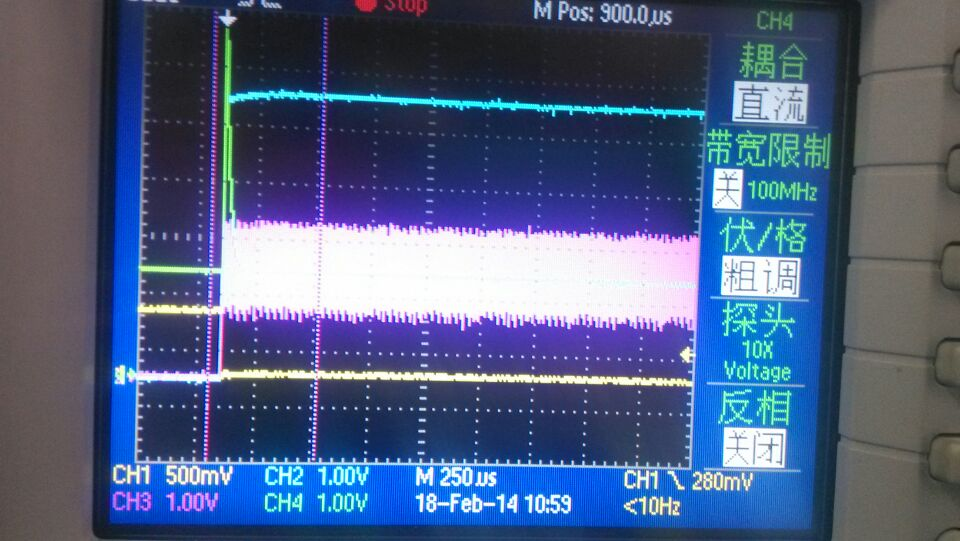 Stop
M Pos: 900.0µs
CH4
耦合
直流
带宽限制
关 100MHz
伏/格
粗调
探头
10X
Voltage
反相
关闭
CH1 500mV CH2 1.00V M 250µs CH1 280mV
CH3 1.00V CH4 1.00V 18-Feb-14 10:59 <10Hz